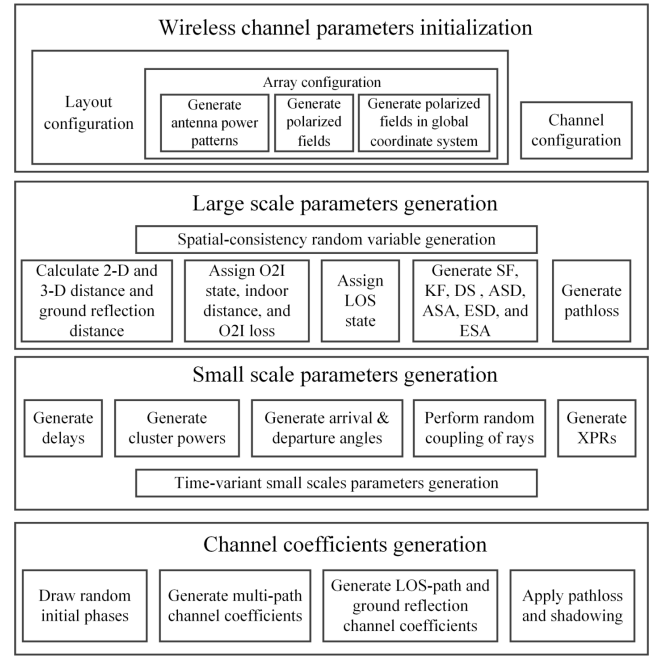 Wireless channel parameters initialization
Layout
configuration
Array configuration
Generate
antenna power
patterns
Generate
polarized
fields
Generate polarized
fields in global
coordinate system
Channel
configuration
Large scale parameters generation
Spatial-consistency random variable generation
Calculate 2-D and
3-D distance and
ground reflection
distance
Assign O2I
state, indoor
distance, and
O2I loss
Assign
LOS
state
Generate SF,
KF, DS , ASD,
ASA, ESD, and
ESA
Generate
pathloss
Small scale parameters generation
Generate
delays
Generate
cluster powers
Generate arrival &
departure angles
Perform random
coupling of rays
Generate
XPRs
Time-variant small scales parameters generation
Channel coefficients generation
Draw random
initial phases
Generate multi-path
channel coefficients
Generate LOS-path and
ground reflection
channel coefficients
Apply pathloss
and shadowing